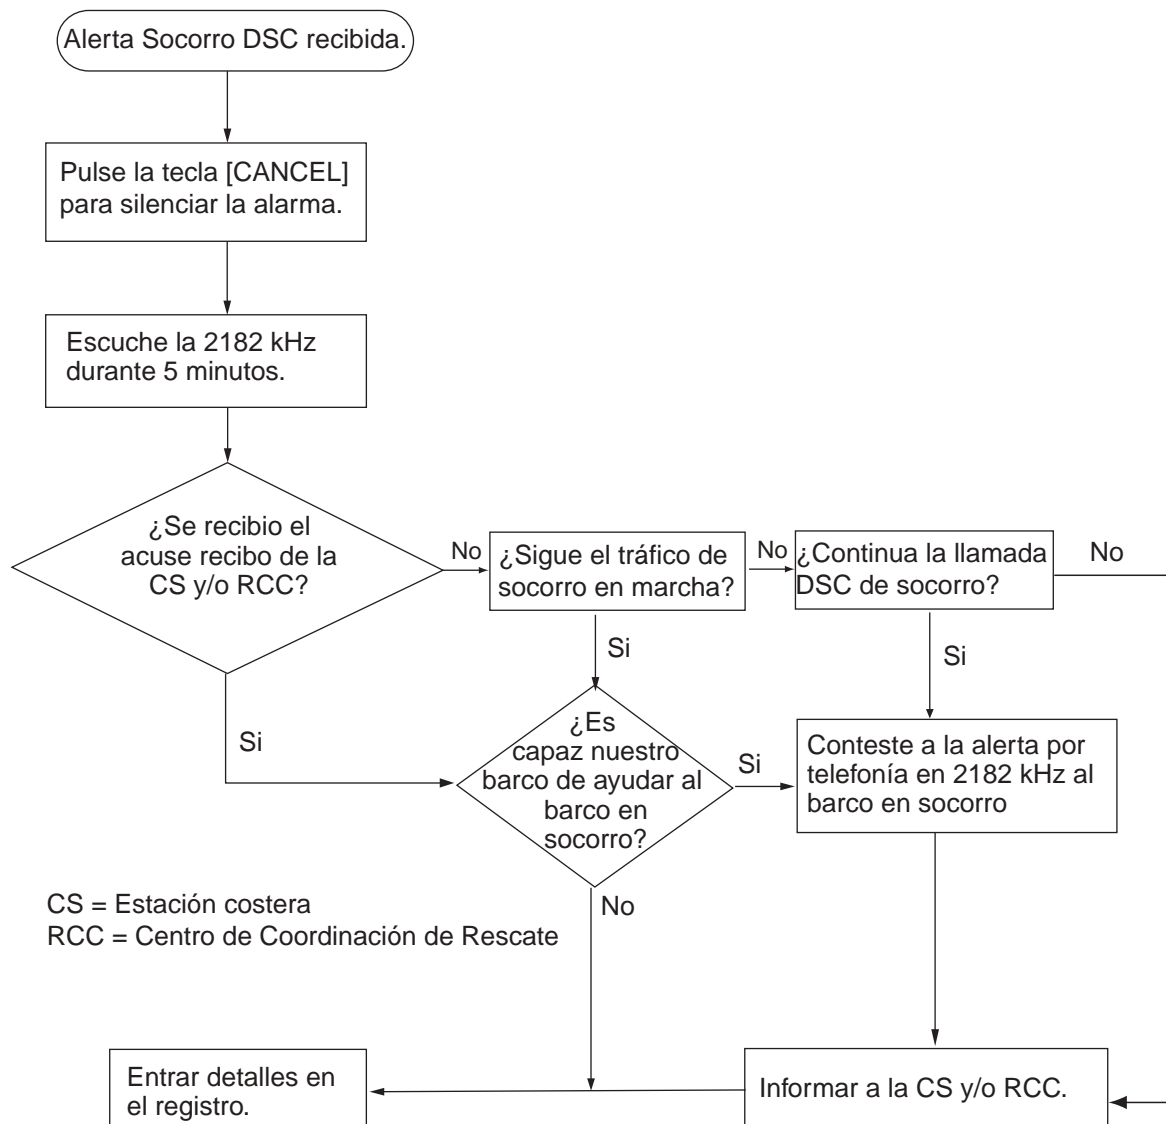 Alerta Socorro DSC recibida.
Pulse la tecla [CANCEL]
para silenciar la alarma.
Escuche la 2182 kHz
durante 5 minutos.
¿Se recibio el
acuse recibo de la
CS y/o RCC?
No
¿Sigue el tráfico de
socorro en marcha?
No
¿Continua la llamada
DSC de socorro?
No
Si
Si
Si
¿Es
capaz nuestro
barco de ayudar al
barco en
socorro?
Si
Conteste a la alerta por
telefonía en 2182 kHz al
barco en socorro
No
CS = Estación costera
RCC = Centro de Coordinación de Rescate
Entrar detalles en
el registro.
Informar a la CS y/o RCC.